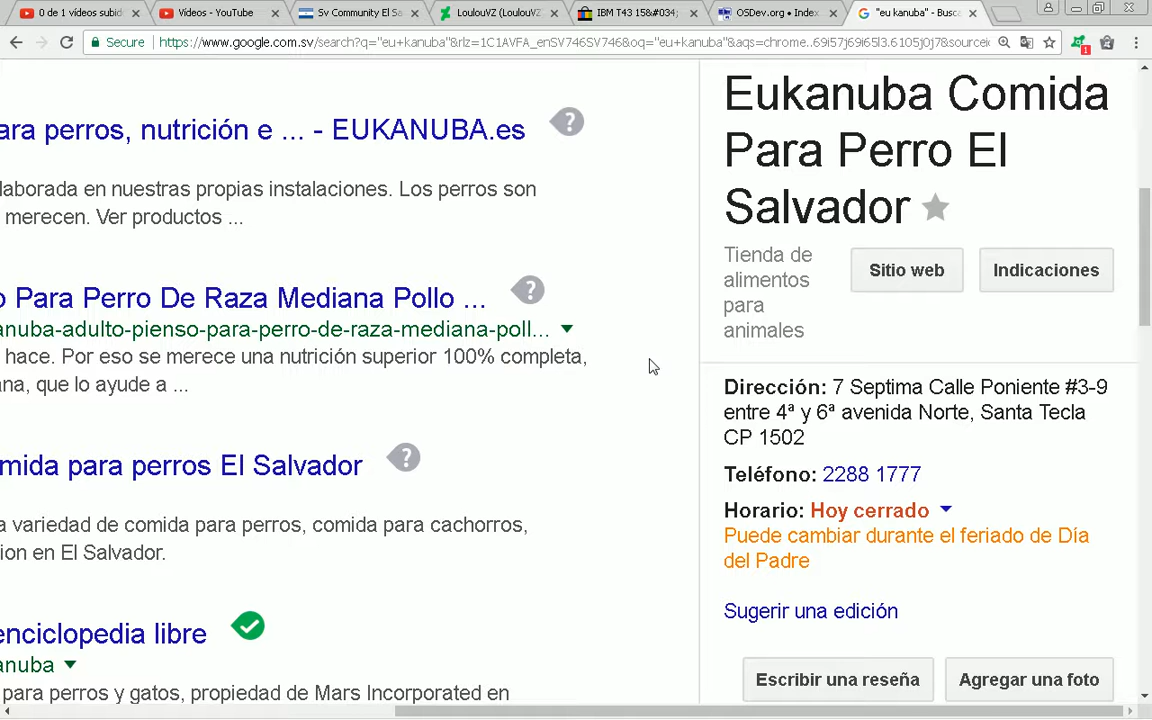 0 de 1 vídeos subid
Vídeos - YouTube
Sv Community El Sa
LoulouVZ (LoulouV
IBM T43 15&#034;
OSDev.org • Index
"eu kanuba" - Busca
Secure
https://www.google.com.sv/search?q="eu+kanuba"&rlz=1C1AVFA_enSV746SV746&oq="eu+kanuba"&aqs=chrome..69i57j69i65l3.6105j0j7&sourceid
1
ara perros, nutrición e ... - EUKANUBA.es
laborada en nuestras propias instalaciones. Los perros son
merecen. Ver productos ...
o Para Perro De Raza Mediana Pollo ...
anuba-adulto-pienso-para-perro-de-raza-mediana-poll...
hace. Por eso se merece una nutrición superior 100% completa,
ana, que lo ayude a ...
mida para perros El Salvador
a variedad de comida para perros, comida para cachorros,
ion en El Salvador.
enciclopedia libre
anuba
para perros y gatos, propiedad de Mars Incorporated en
Eukanuba Comida
Para Perro El
Salvador
Tienda de
alimentos
para
animales
Sitio web
Indicaciones
Dirección: 7 Septima Calle Poniente #3-9
entre 4ª y 6ª avenida Norte, Santa Tecla
CP 1502
Teléfono: 2288 1777
Horario: Hoy cerrado
Puede cambiar durante el feriado de Día
del Padre
Sugerir una edición
Escribir una reseña
Agregar una foto